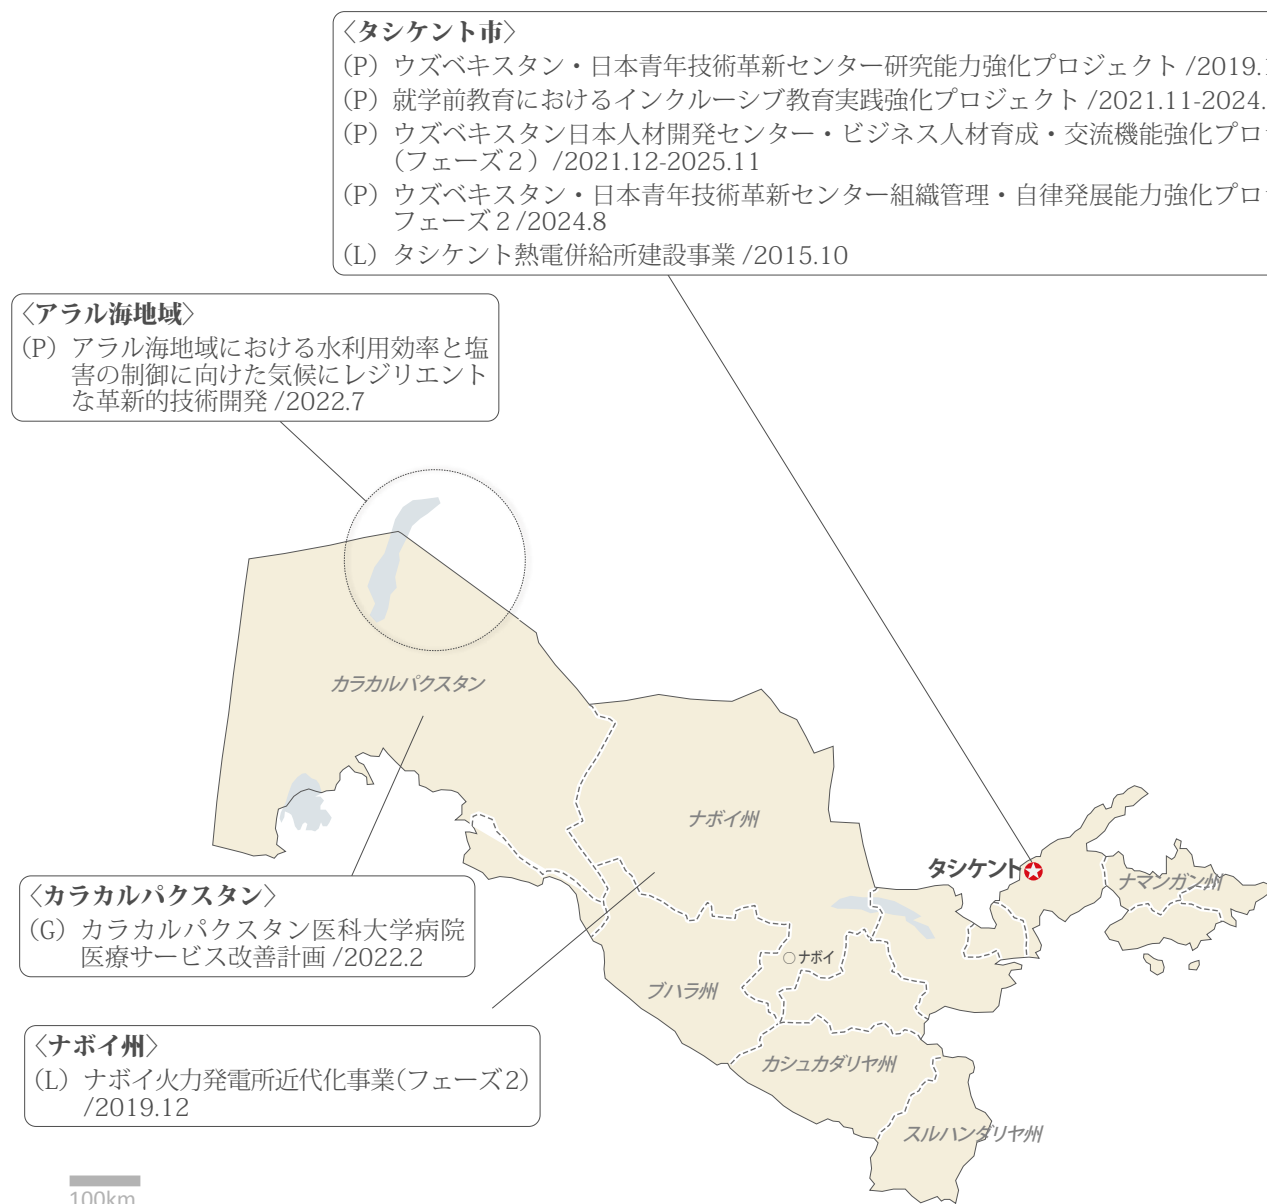 〈タシケント市〉
(P) ウズベキスタン・日本青年技術革新センター研究能力強化プロジェクト /2019.
(P) 就学前教育におけるインクルーシブ教育実践強化プロジェクト /2021.11-2024.
(P) ウズベキスタン日本人材開発センター・ビジネス人材育成・交流機能強化プロ
（フェーズ２）/2021.12-2025.11
(P) ウズベキスタン・日本青年技術革新センター組織管理・自律発展能力強化プロ
フェーズ２/2024.8
(L) タシケント熱電併給所建設事業 /2015.10
〈アラル海地域〉
(P) アラル海地域における水利用効率と塩
害の制御に向けた気候にレジリエント
な革新的技術開発 /2022.7
カラカルパクスタン
ナボイ州
タシケント
ナマンガン州
〈カラカルパクスタン〉
(G) カラカルパクスタン医科大学病院
医療サービス改善計画 /2022.2
ナボイ
ブハラ州
〈ナボイ州〉
(L) ナボイ火力発電所近代化事業(フェーズ2)
/2019.12
カシュカダリヤ州
スルハンダリヤ州
100km